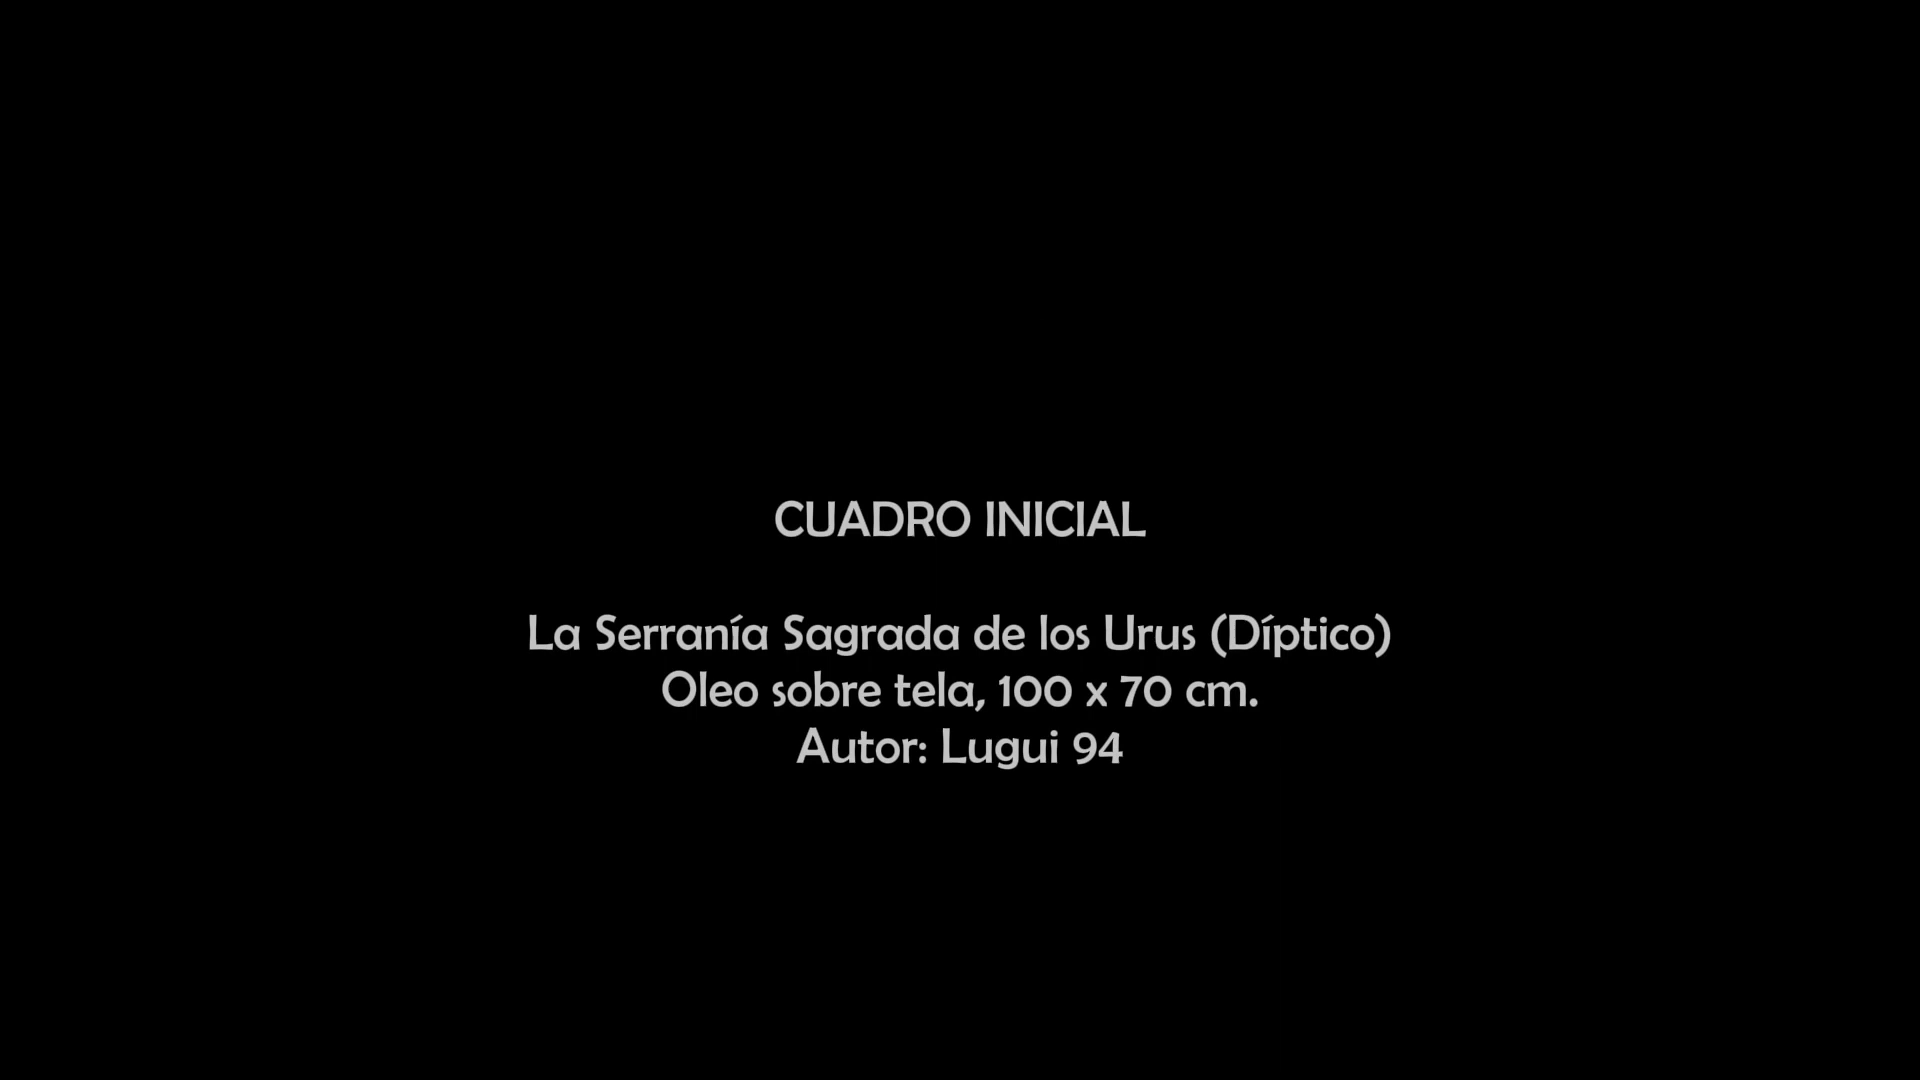 CUADRO INICIAL
La Serranía Sagrada de los Urus (Díptico)
Oleo sobre tela, 100 x 70 cm.
Autor: Lugui 94